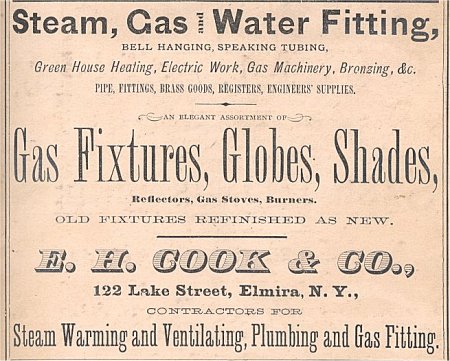 Steam, Gas and Water Fitting,
BELL HANGING, SPEAKING TUBING,
Green House Heating, Electric Work, Gas Machinery, Bronzing, &c.
PIPE, FITTINGS, BRASS GOODS, REGISTERS, ENGINEERS' SUPPLIES.
AN ELEGANT ASSORTMENT OF
Gas Fixtures, Globes, Shades,
Reflectors, Gas Stoves, Burners.
OLD FIXTURES REFINISHED AS NEW.
E. H. COOK & CO.,
122 Lake Street, Elmira, N. Y.,
CONTRACTORS FOR
Steam Warming and Ventilating, Plumbing and Gas Fitting.